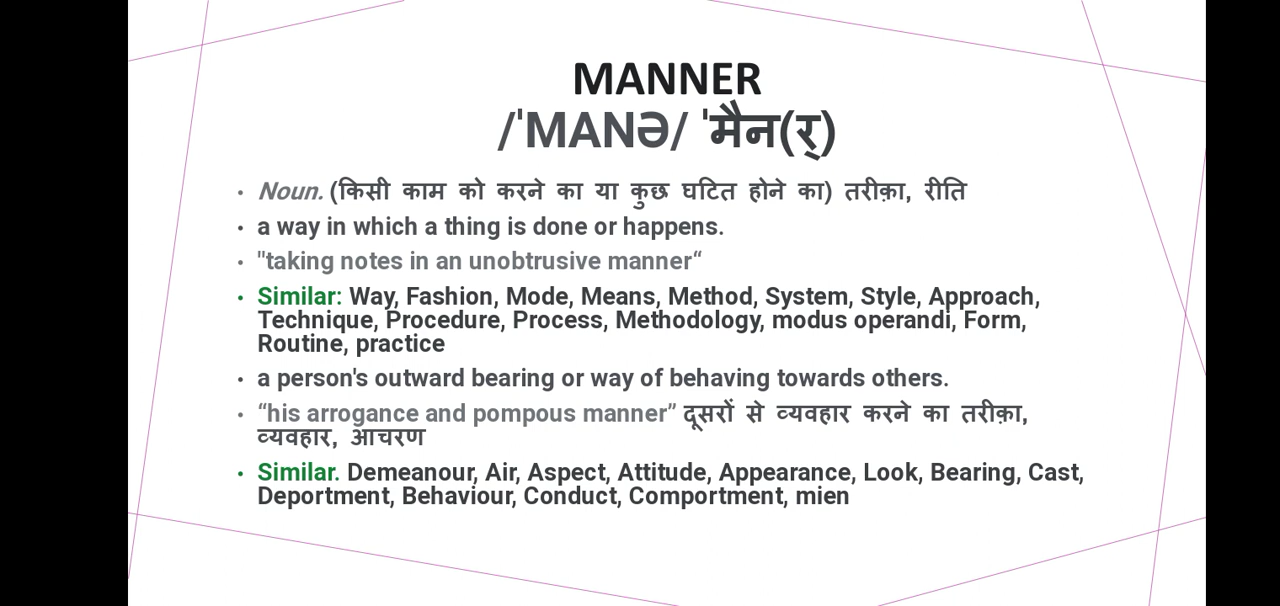 MANNER
/ˈMANƏ/ ˈमैन(र्)
• Noun. (किसी काम को करने का या कुछ घटित होने का) तरीक़ा, रीति
• a way in which a thing is done or happens.
• "taking notes in an unobtrusive manner“
• Similar: Way, Fashion, Mode, Means, Method, System, Style, Approach,
Technique, Procedure, Process, Methodology, modus operandi, Form,
Routine, practice
• a person's outward bearing or way of behaving towards others.
• “his arrogance and pompous manner” दूसरों से व्यवहार करने का तरीक़ा,
व्यवहार, आचरण
• Similar. Demeanour, Air, Aspect, Attitude, Appearance, Look, Bearing, Cast,
Deportment, Behaviour, Conduct, Comportment, mien